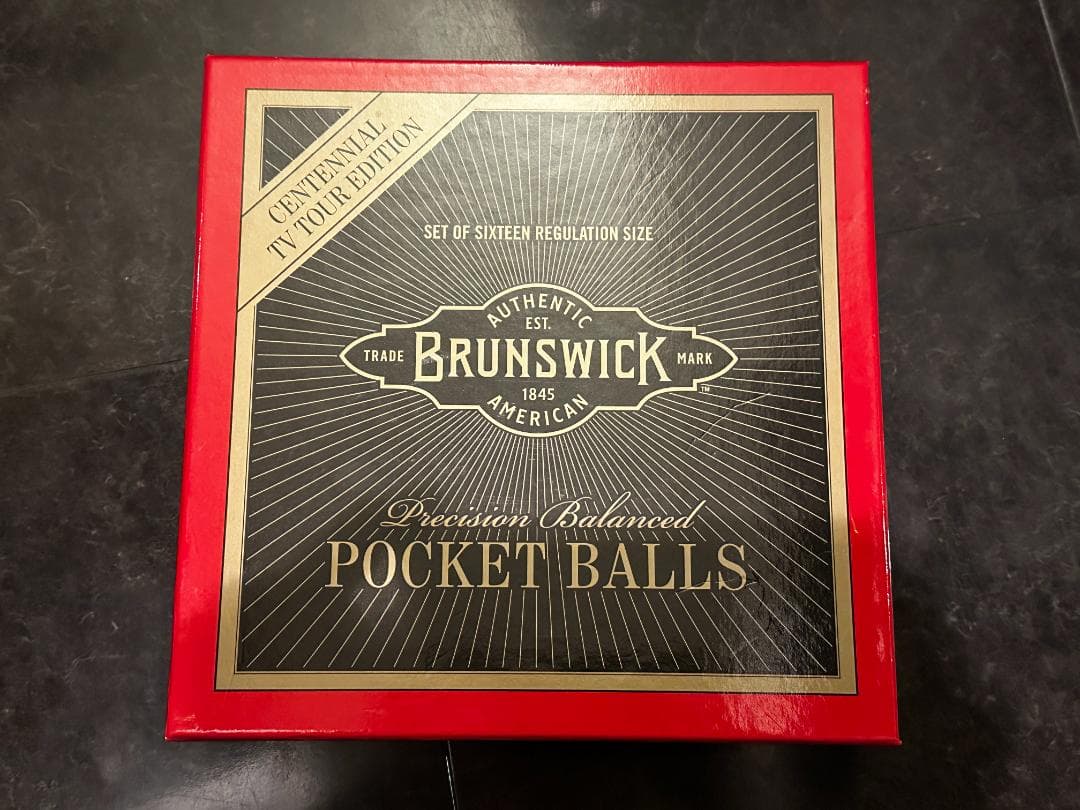 CENTENNIAL
TV TOUR EDITION
SET OF SIXTEEN REGULATION SIZE
AUTHENTIC
EST.
TRADE BRUNSWICK MARK
™
1845
AMERICAN
Precision Balanced
POCKET BALLS